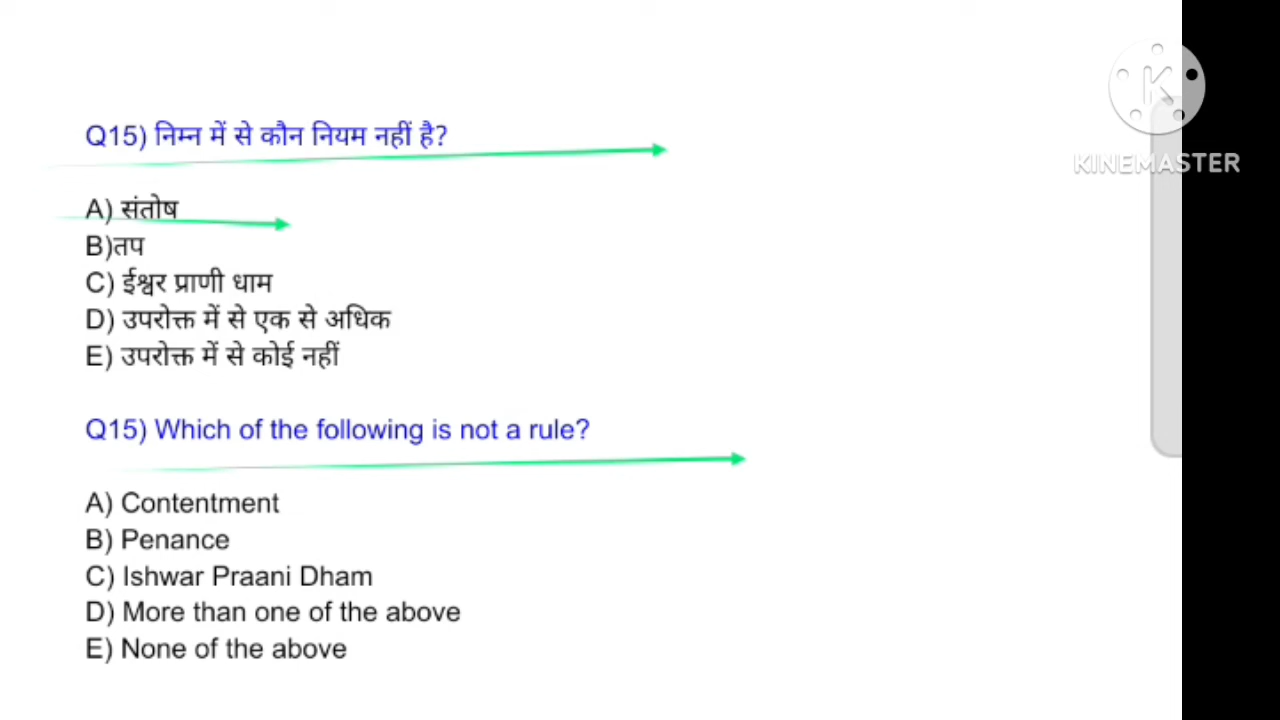 Q15) निम्न में से कौन नियम नहीं है?
A) संतोष
B)तप
C) ईश्वर प्राणी धाम
D) उपरोक्त में से एक से अधिक
E) उपरोक्त में से कोई नहीं
Q15) Which of the following is not a rule?
A) Contentment
B) Penance
C) Ishwar Praani Dham
D) More than one of the above
E) None of the above
K
KINEMASTER